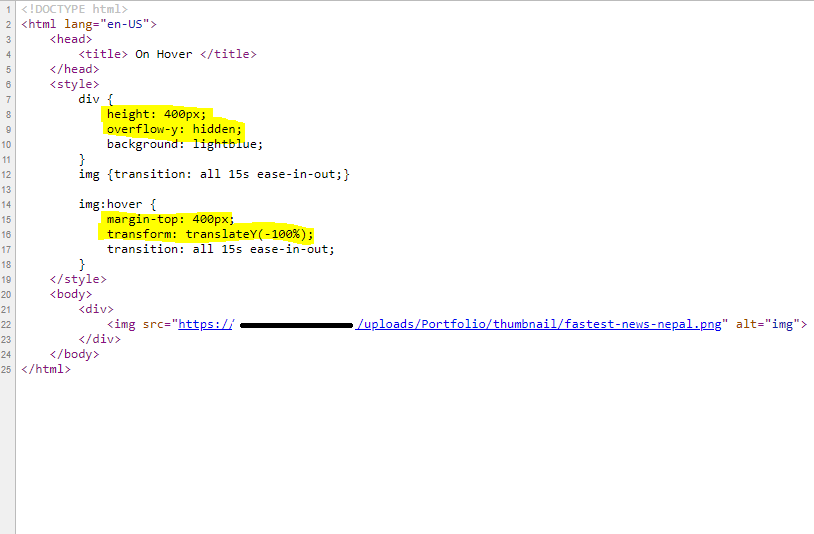 1 <!DOCTYPE html>
2 <html lang="en-US">
3     <head>
4         <title> On Hover </title>
5     </head>
6     <style>
7         div {
8             height: 400px;
9             overflow-y: hidden;
10             background: lightblue;
11         }
12         img {transition: all 15s ease-in-out;}
13
14         img:hover {
15             margin-top: 400px;
16             transform: translateY(-100%);
17             transition: all 15s ease-in-out;
18         }
19     </style>
20     <body>
21         <div>
22             <img src="https:// /uploads/Portfolio/thumbnail/fastest-news-nepal.png" alt="img">
23         </div>
24     </body>
25 </html>